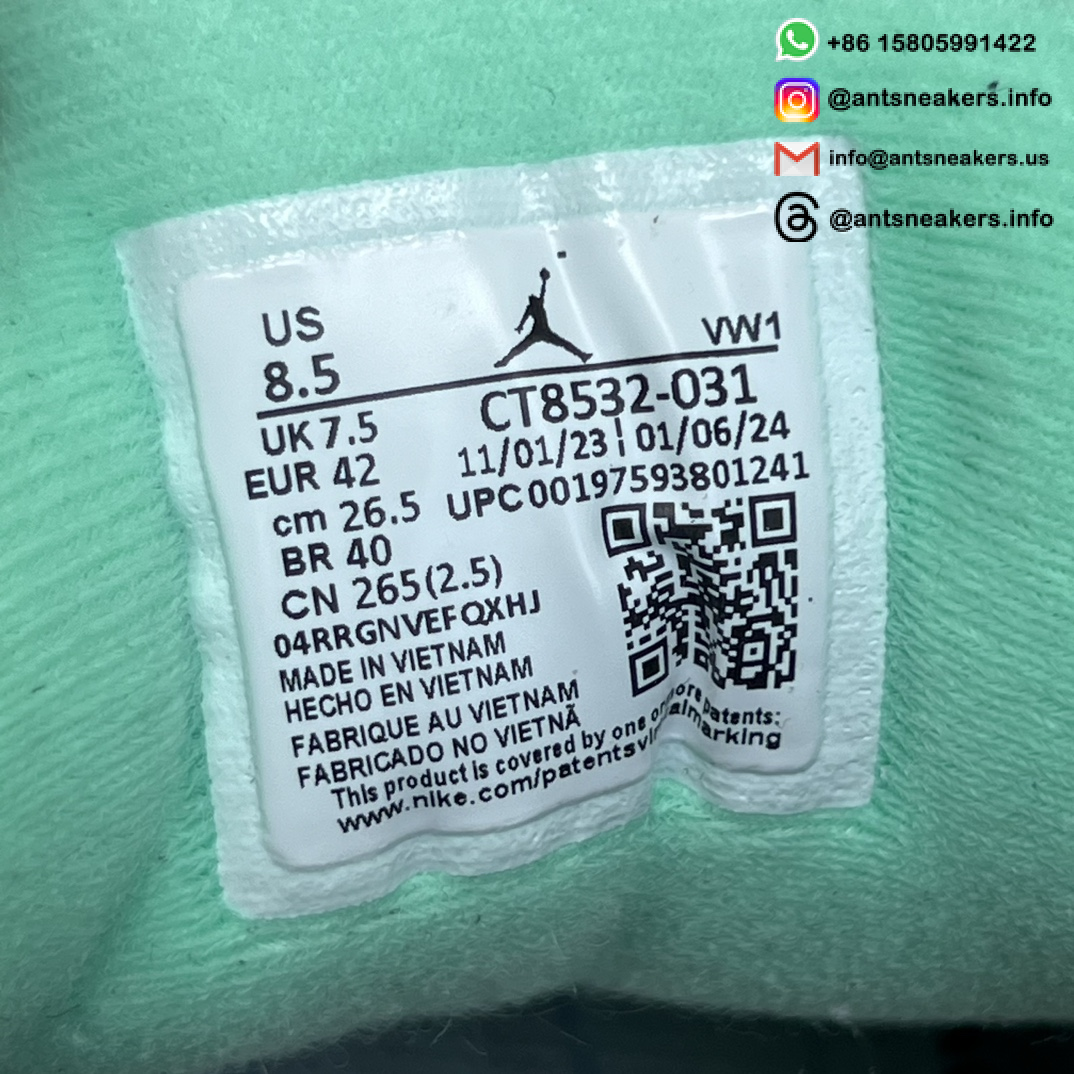 +86 15805991422
@antsneakers.info
info@antsneakers.us
@antsneakers.info
US
8.5
VW1
UK 7.5
CT8532-031
EUR 42
11/01/23 01/06/24
cm 26.5
UPC00197593801241
BR 40
CN 265(2.5)
04RRGNVEFQXHJ
MADE IN VIETNAM
HECHO EN VIETNAM
FABRIQUE AU VIETNAM
FABRICADO NO VIETNÃ
This product is covered by one or more patents:
www.nike.com/patentsvi almarking